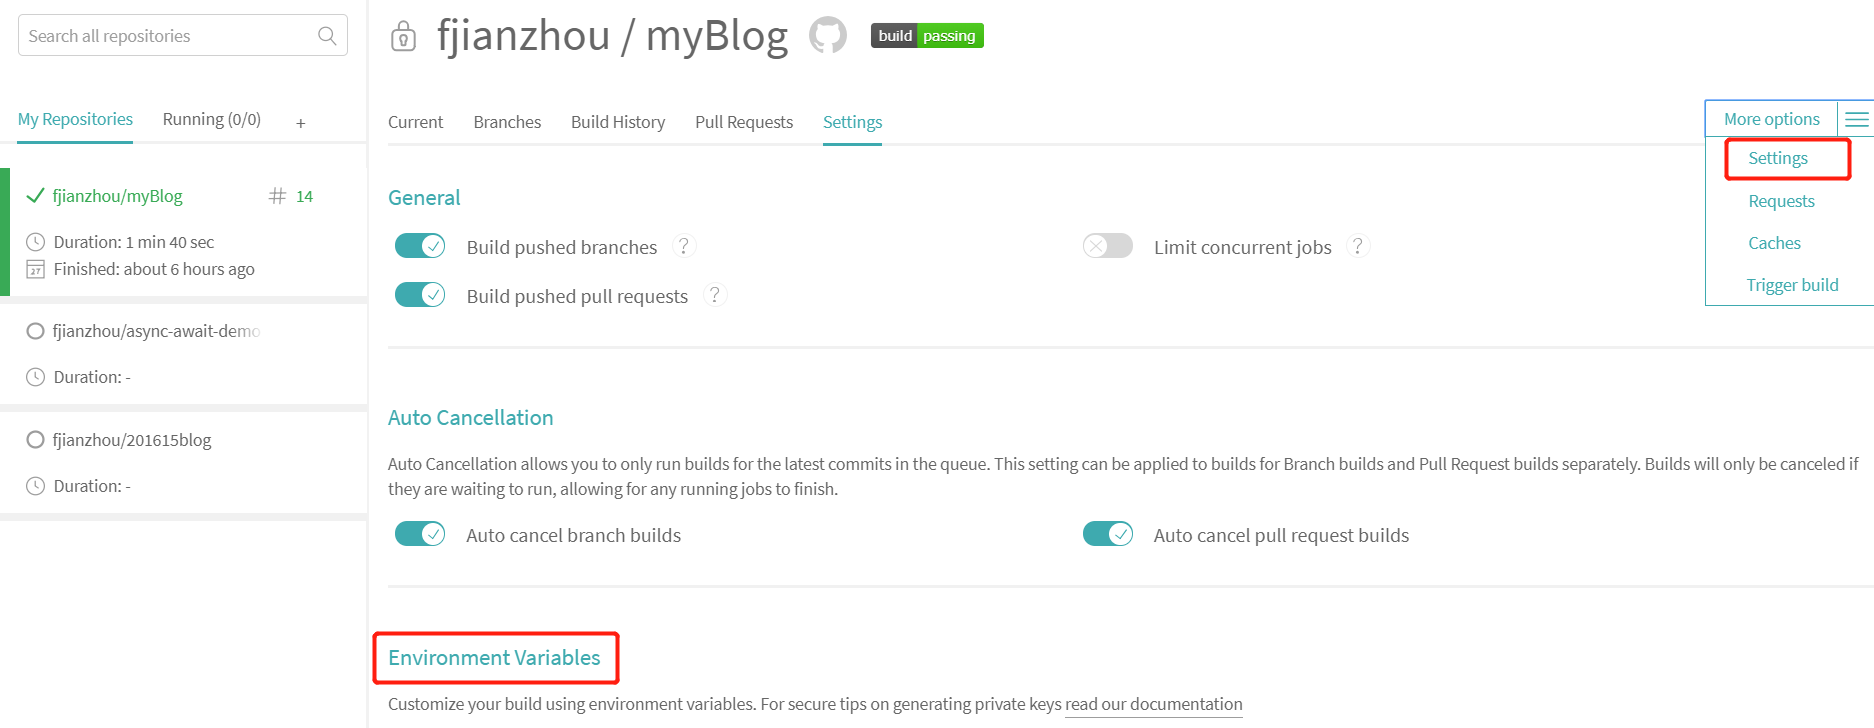 Search all repositories
My Repositories
Running (0/0)
+
fjianzhou/myBlog
# 14
Duration: 1 min 40 sec
27
Finished: about 6 hours ago
fjianzhou/async-await-demo
Duration: -
fjianzhou/201615blog
Duration: -
fjianzhou / myBlog
build passing
Current
Branches
Build History
Pull Requests
Settings
More options
Settings
Requests
Caches
Trigger build
General
Build pushed branches ?
Limit concurrent jobs ?
Build pushed pull requests ?
Auto Cancellation
Auto Cancellation allows you to only run builds for the latest commits in the queue. This setting can be applied to builds for Branch builds and Pull Request builds separately. Builds will only be canceled if
they are waiting to run, allowing for any running jobs to finish.
Auto cancel branch builds
Auto cancel pull request builds
Environment Variables
Customize your build using environment variables. For secure tips on generating private keys read our documentation